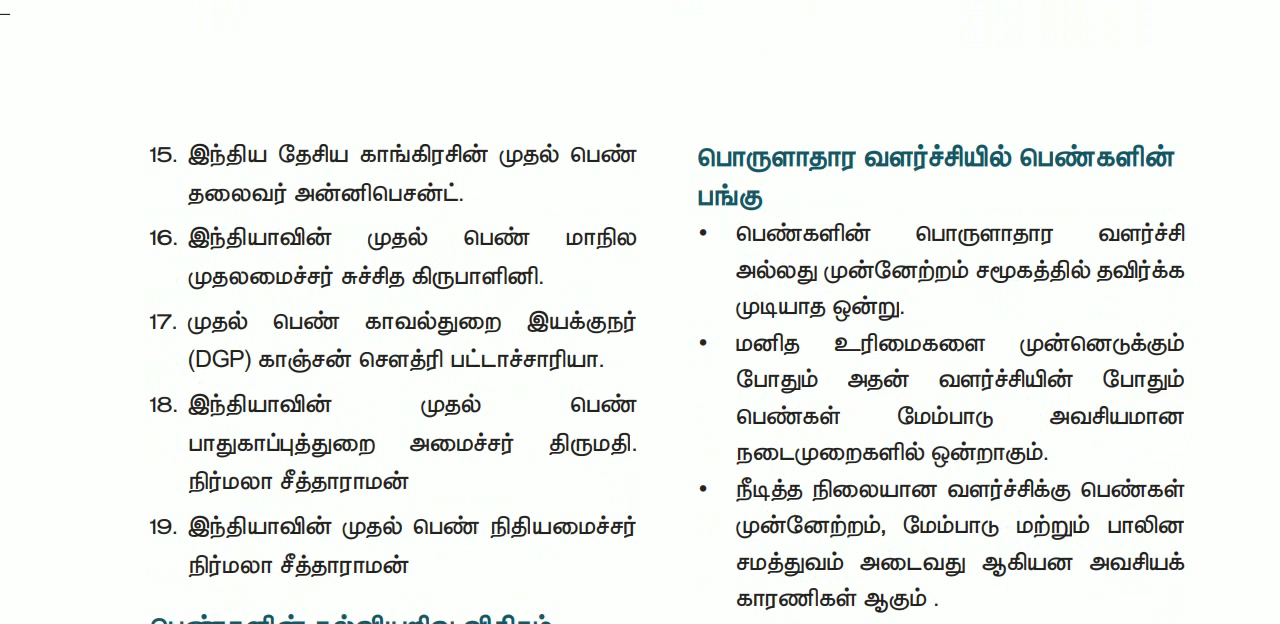 15. இந்திய தேசிய காங்கிரசின் முதல் பெண்
தலைவர் அன்னிபெசன்ட்.
16. இந்தியாவின் முதல் பெண் மாநில
முதலமைச்சர் சுச்சித கிருபாளினி.
17. முதல் பெண் காவல்துறை இயக்குநர்
(DGP) காஞ்சன் சௌத்ரி பட்டாச்சாரியா.
18. இந்தியாவின் முதல் பெண்
பாதுகாப்புத்துறை அமைச்சர் திருமதி.
நிர்மலா சீத்தாராமன்
19. இந்தியாவின் முதல் பெண் நிதியமைச்சர்
நிர்மலா சீத்தாராமன்
பொருளாதார வளர்ச்சியில் பெண்களின்
பங்கு
• பெண்களின் பொருளாதார வளர்ச்சி
அல்லது முன்னேற்றம் சமூகத்தில் தவிர்க்க
முடியாத ஒன்று.
• மனித உரிமைகளை முன்னெடுக்கும்
போதும் அதன் வளர்ச்சியின் போதும்
பெண்கள் மேம்பாடு அவசியமான
நடைமுறைகளில் ஒன்றாகும்.
• நீடித்த நிலையான வளர்ச்சிக்கு பெண்கள்
முன்னேற்றம், மேம்பாடு மற்றும் பாலின
சமத்துவம் அடைவது ஆகியன அவசியக்
காரணிகள் ஆகும் .